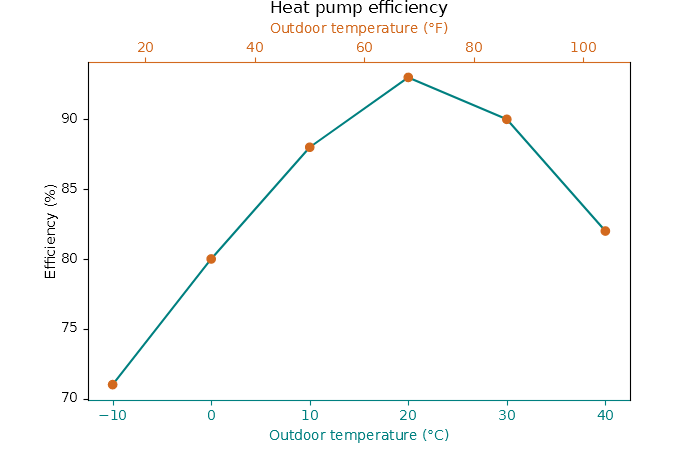 Heat pump efficiency
Outdoor temperature (°F)
20 40 60 80 100
Efficiency (%)
90
85
80
75
70
−10 0 10 20 30 40
Outdoor temperature (°C)